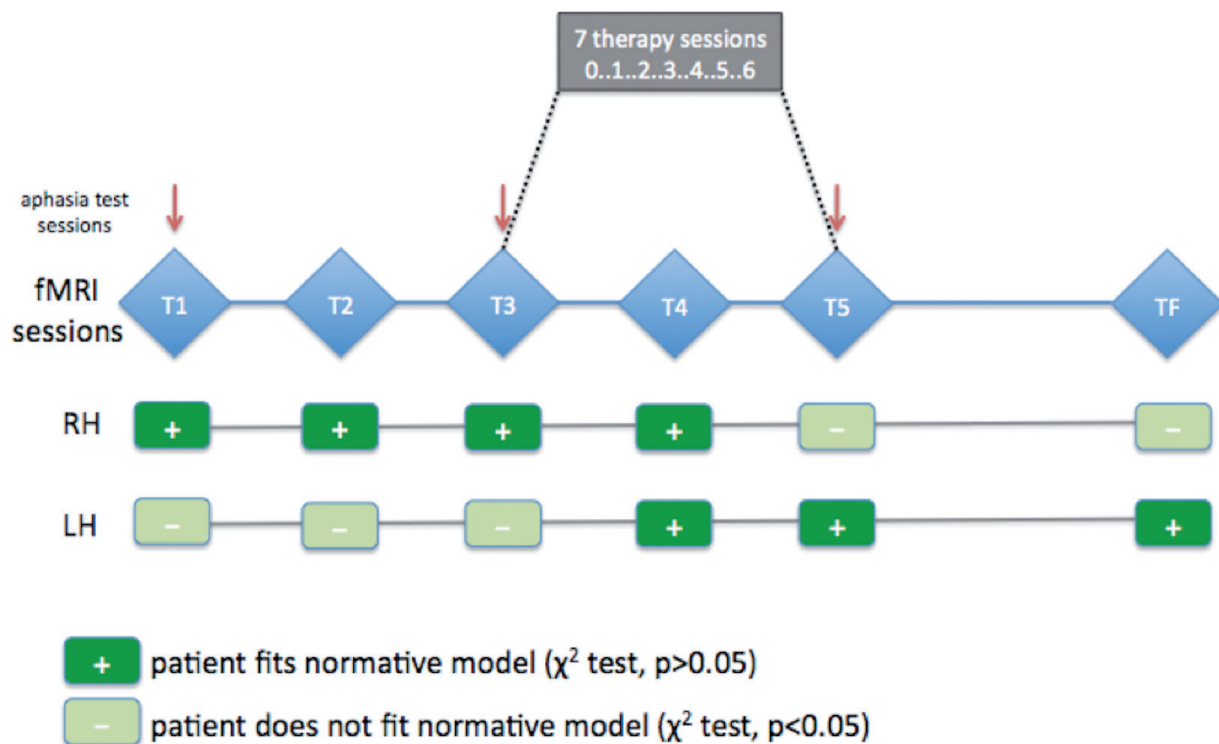 7 therapy sessions
0..1..2..3..4..5..6
aphasia test
sessions
fMRI
sessions
T1 T2 T3 T4 T5 TF
RH + + + + − −
LH − − − + + +
+ patient fits normative model (χ² test, p>0.05)
− patient does not fit normative model (χ² test, p<0.05)